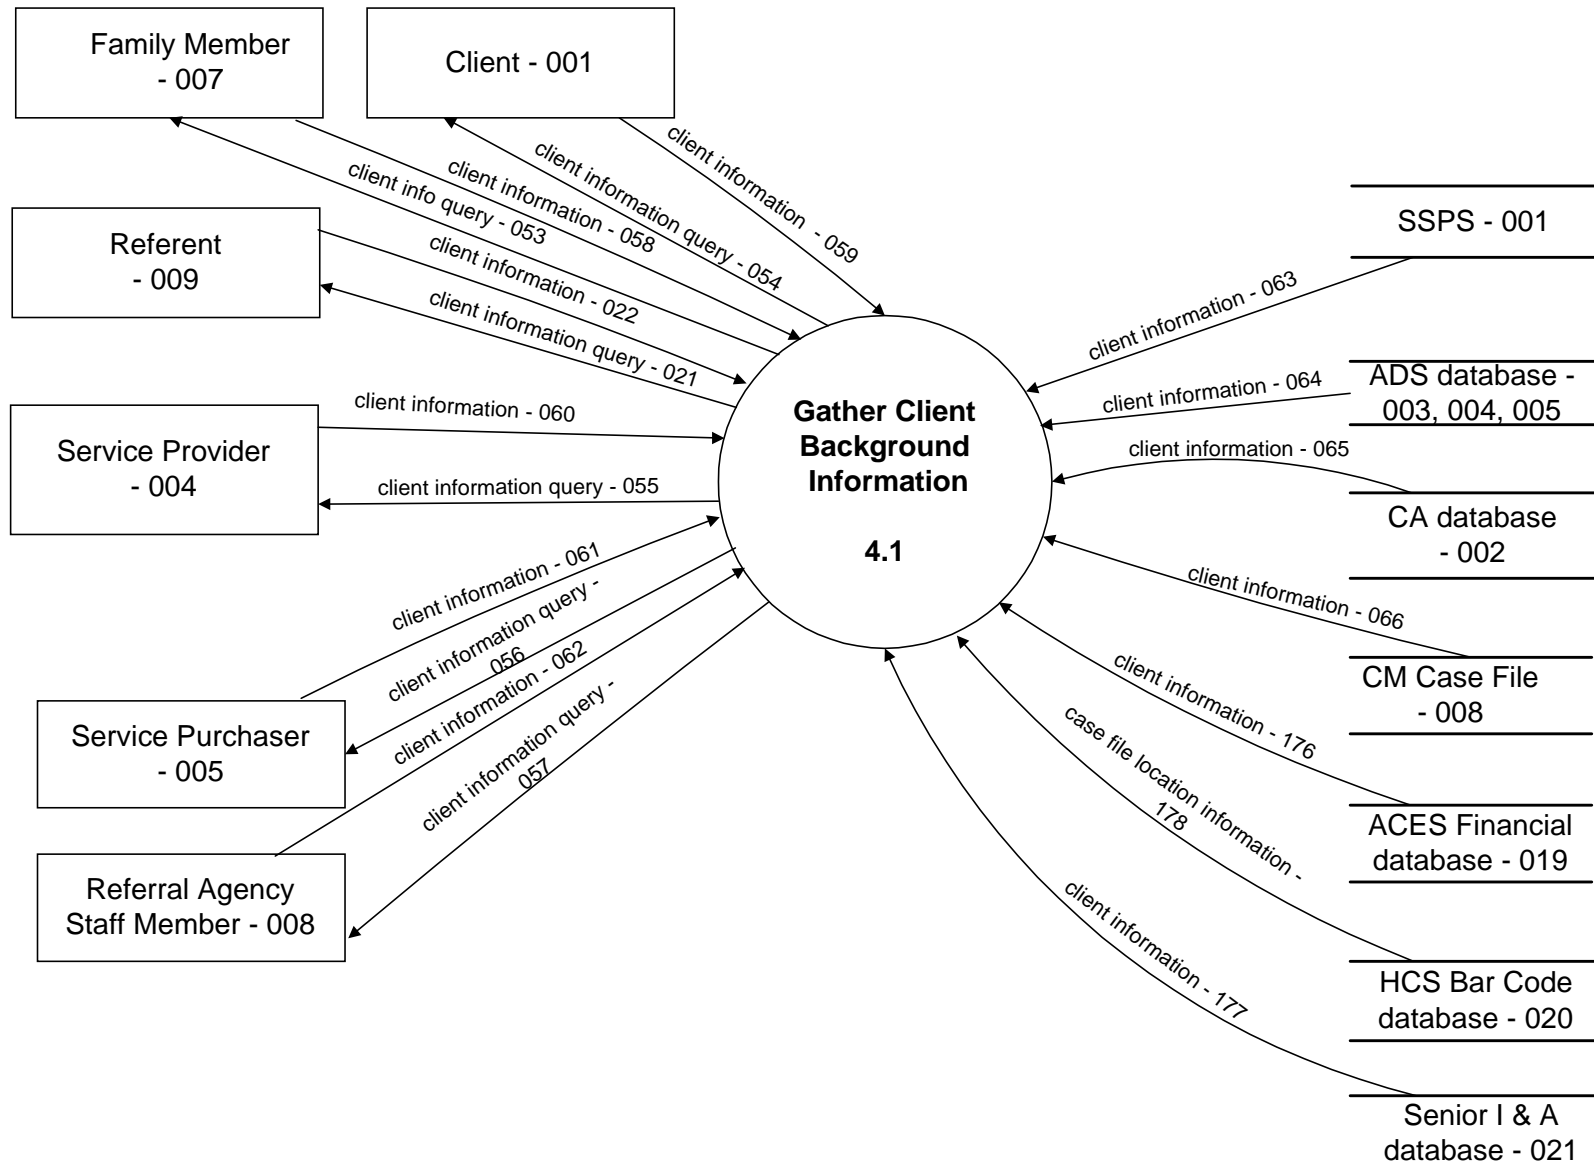 Family Member
- 007
Client - 001
client information - 059
client information query - 054
client information - 058
client info query - 053
Referent
- 009
client information - 022
client information query - 021
SSPS - 001
client information - 063
ADS database -
003, 004, 005
client information - 064
client information - 060
Service Provider
- 004
client information query - 055
Gather Client
Background
Information
4.1
client information - 065
CA database
- 002
client information - 061
client information query -
056
client information - 062
client information query -
057
Service Purchaser
- 005
Referral Agency
Staff Member - 008
client information - 066
CM Case File
- 008
client information - 176
ACES Financial
database - 019
case file location information -
178
HCS Bar Code
database - 020
client information - 177
Senior I & A
database - 021